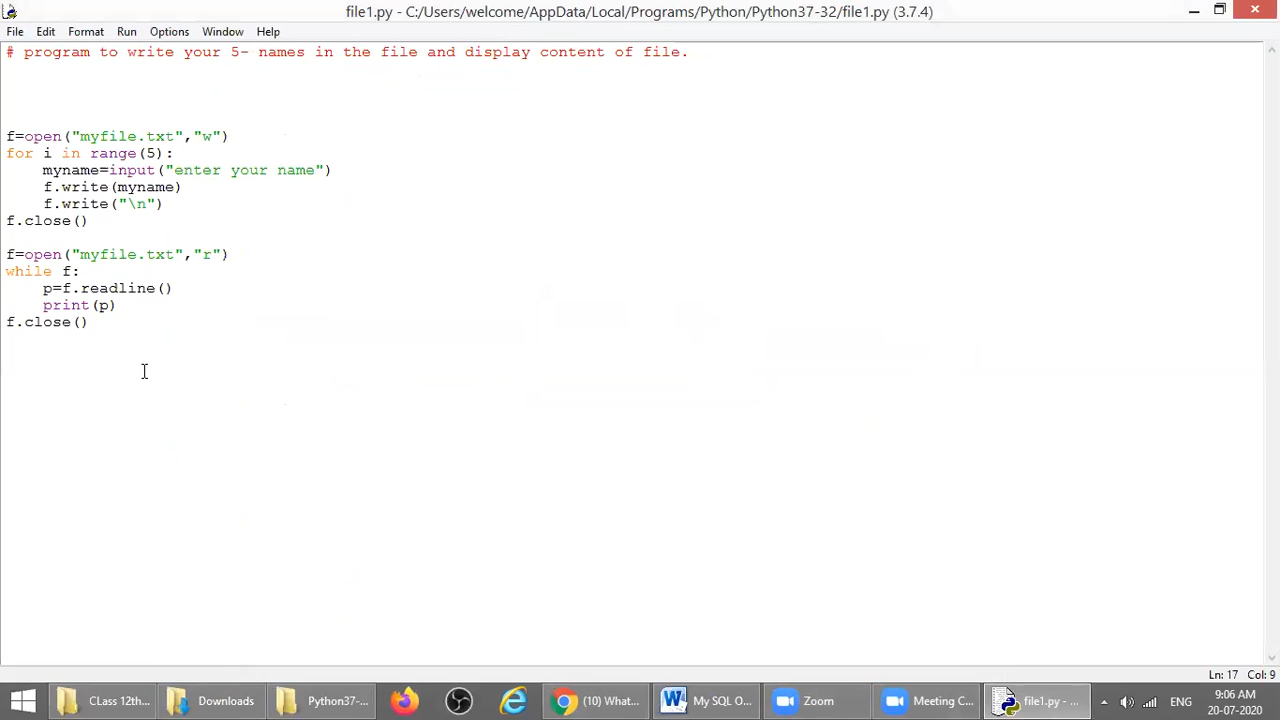 file1.py - C:/Users/welcome/AppData/Local/Programs/Python/Python37-32/file1.py (3.7.4)
File Edit Format Run Options Window Help
# program to write your 5- names in the file and display content of file.
f=open("myfile.txt","w")
for i in range(5):
    myname=input("enter your name")
    f.write(myname)
    f.write("\n")
f.close()
f=open("myfile.txt","r")
while f:
    p=f.readline()
    print(p)
f.close()
Ln: 17 Col: 9
CLass 12th... Downloads Python37-... (10) What... My SQL O... Zoom Meeting C... file1.py - ... ENG 9:06 AM
20-07-2020